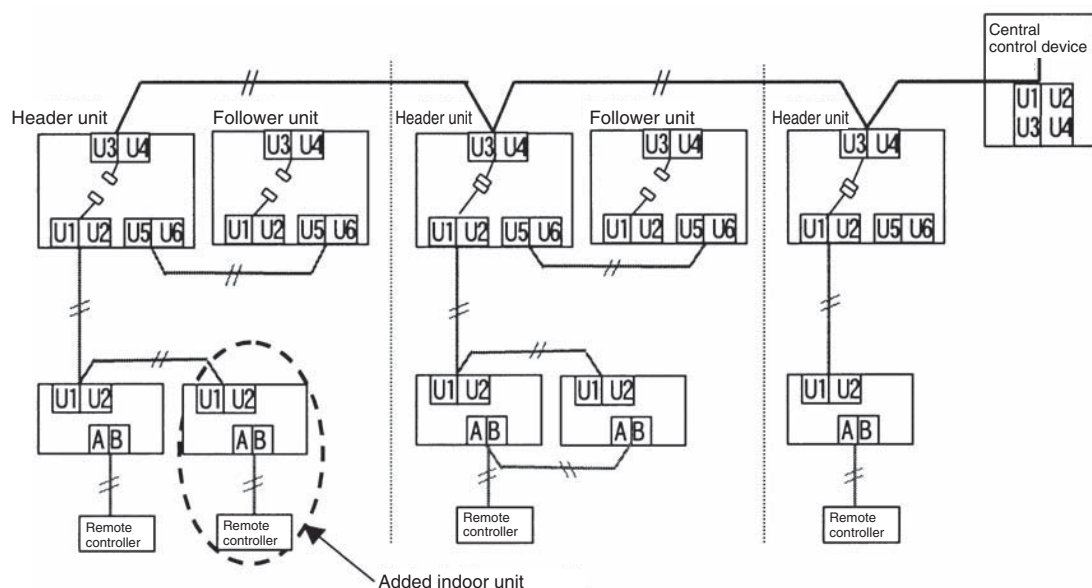 Central
control device
U1 U2
U3 U4
Header unit
Follower unit
Header unit
Follower unit
Header unit
U3 U4
U3 U4
U3 U4
U3 U4
U3 U4
U1 U2 U5 U6
U1 U2 U5 U6
U1 U2 U5 U6
U1 U2 U5 U6
U1 U2 U5 U6
U1 U2
U1 U2
U1 U2
U1 U2
U1 U2
A B
A B
A B
A B
A B
Remote
controller
Remote
controller
Remote
controller
Remote
controller
Added indoor unit